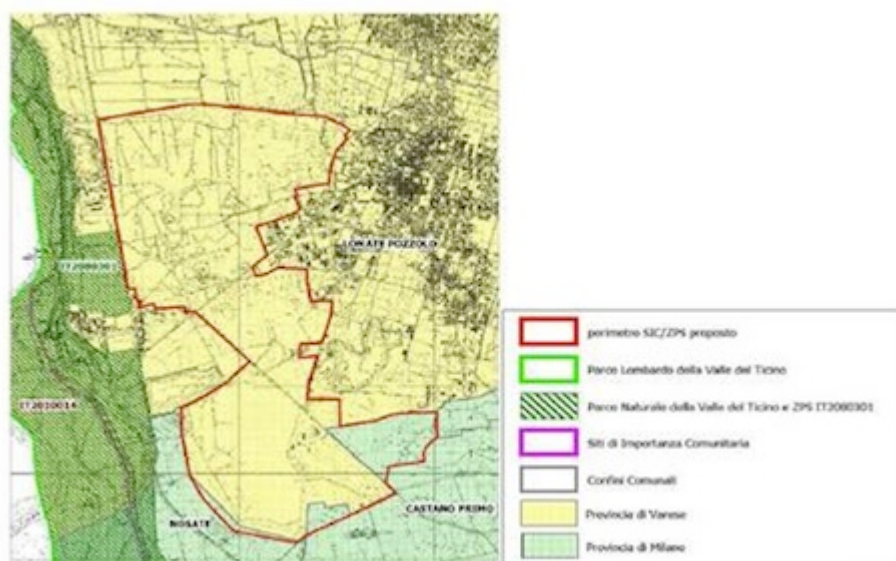 LONATE POZZOLO
IT2080301
IT2010014
CASTANO PRIMO
NOSATE
perimetro SIC/ZPS proposto
Parco Lombardo della Valle del Ticino
Parco Naturale della Valle del Ticino e ZPS IT2080301
Siti di Importanza Comunitaria
Confini Comunali
Provincia di Varese
Provincia di Milano